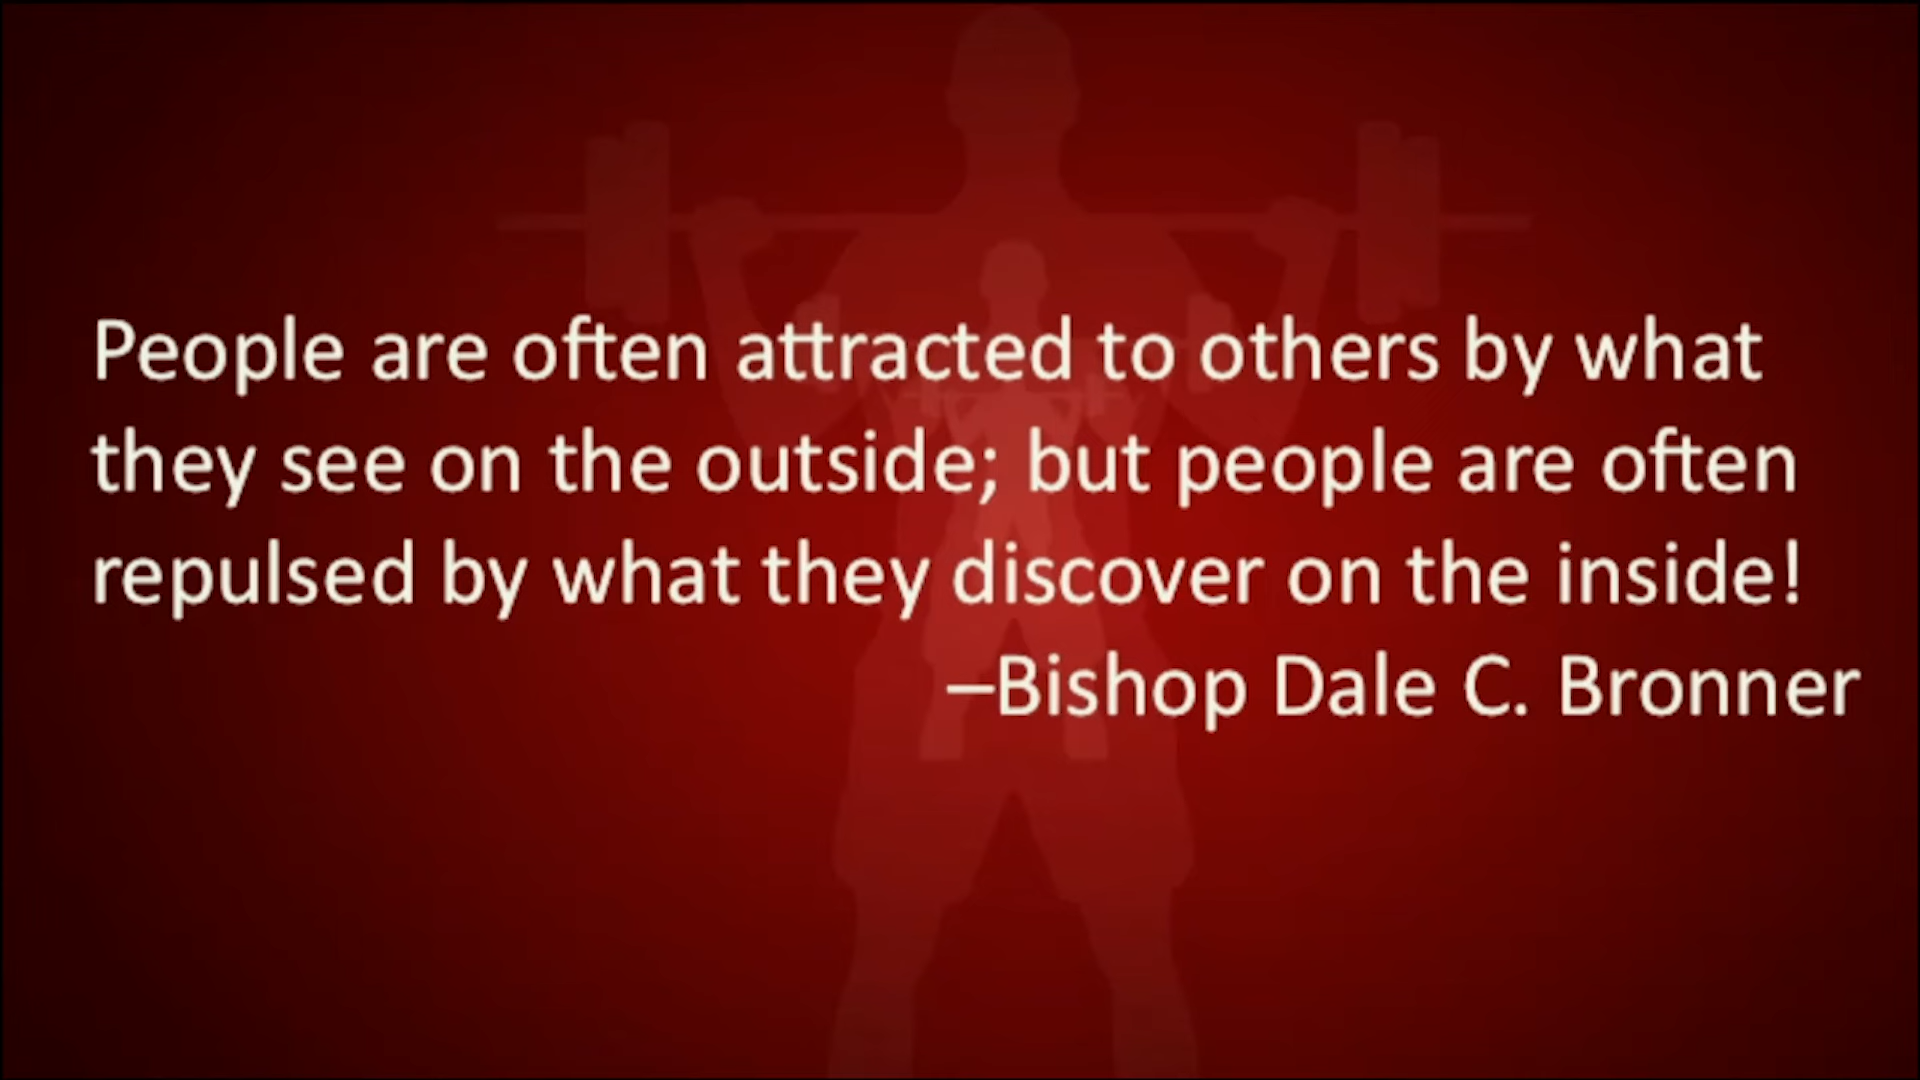 People are often attracted to others by what
they see on the outside; but people are often
repulsed by what they discover on the inside!
–Bishop Dale C. Bronner